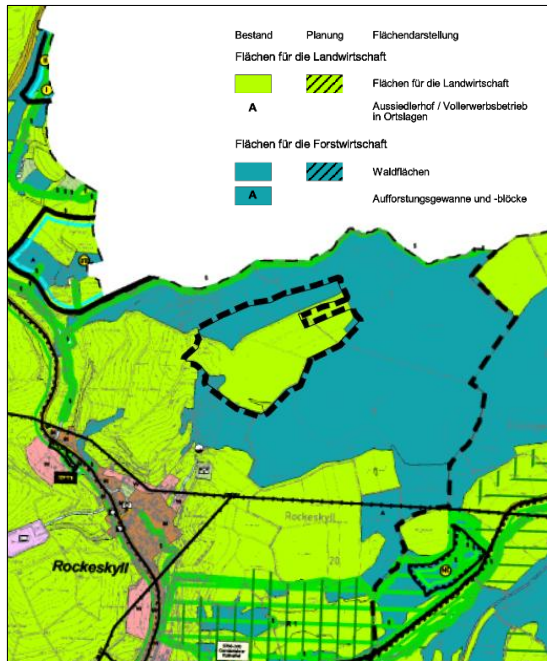 Bestand Planung Flächendarstellung
Flächen für die Landwirtschaft
Flächen für die Landwirtschaft
A Aussiedlerhof / Vollerwerbsbetrieb
in Ortslagen
Flächen für die Forstwirtschaft
Waldflächen
A Aufforstungsgewanne und -blöcke
Rockeskyll
Rockeskyll
20